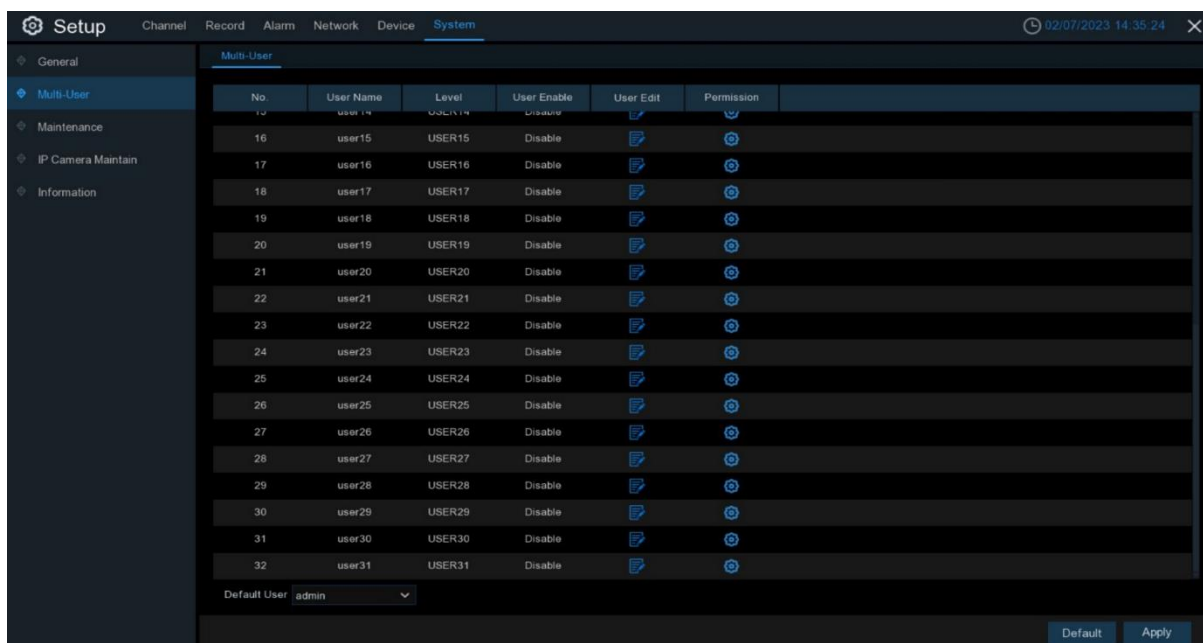 Setup Channel Record Alarm Network Device System 02/07/2023 14:35:24
General
Multi-User
Maintenance
IP Camera Maintain
Information
Multi-User
No. User Name Level User Enable User Edit Permission
15 user14 USER14 Disable
16 user15 USER15 Disable
17 user16 USER16 Disable
18 user17 USER17 Disable
19 user18 USER18 Disable
20 user19 USER19 Disable
21 user20 USER20 Disable
22 user21 USER21 Disable
23 user22 USER22 Disable
24 user23 USER23 Disable
25 user24 USER24 Disable
26 user25 USER25 Disable
27 user26 USER26 Disable
28 user27 USER27 Disable
29 user28 USER28 Disable
30 user29 USER29 Disable
31 user30 USER30 Disable
32 user31 USER31 Disable
Default User admin
Default Apply